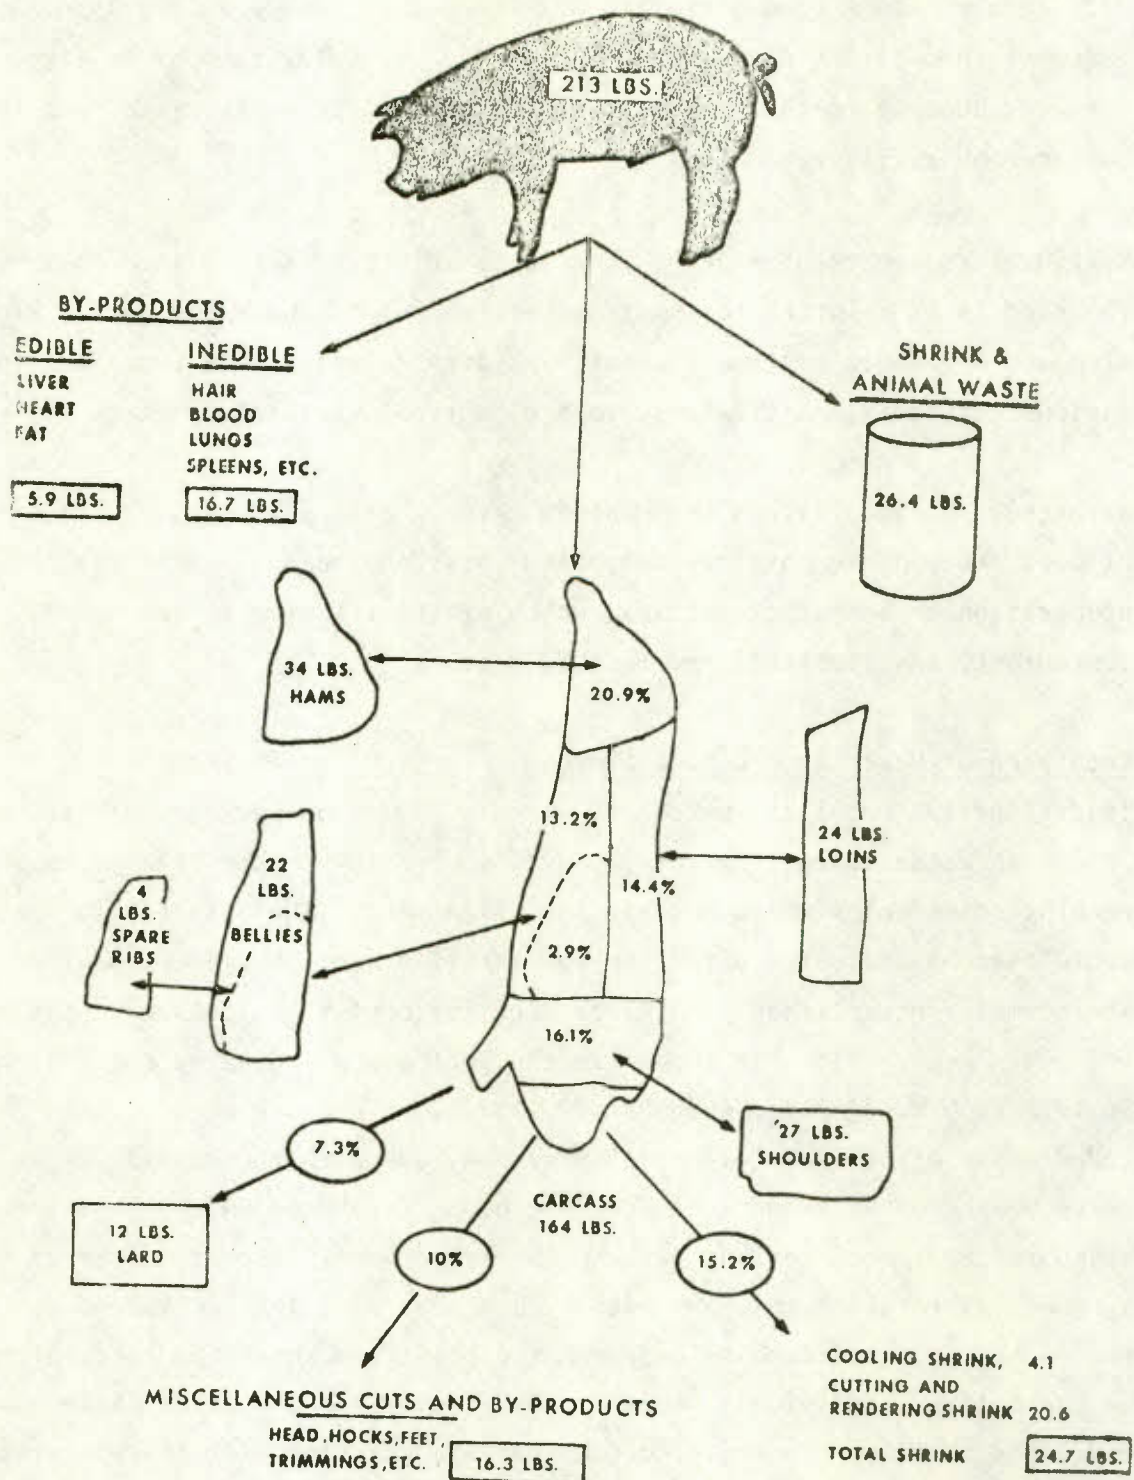 213 LBS.
BY-PRODUCTS
EDIBLE
LIVER
HEART
FAT
5.9 LBS.
INEDIBLE
HAIR
BLOOD
LUNGS
SPLEENS, ETC.
16.7 LBS.
SHRINK &
ANIMAL WASTE
26.4 LBS.
34 LBS.
HAMS
20.9%
13.2%
14.4%
2.9%
16.1%
24 LBS.
LOINS
22
LBS.
BELLIES
4
LBS.
SPARE
RIBS
27 LBS.
SHOULDERS
7.3%
12 LBS.
LARD
CARCASS
164 LBS.
10%
15.2%
MISCELLANEOUS CUTS AND BY-PRODUCTS
HEAD, HOCKS, FEET,
TRIMMINGS, ETC.
16.3 LBS.
COOLING SHRINK, 4.1
CUTTING AND
RENDERING SHRINK 20.6
TOTAL SHRINK 24.7 LBS.